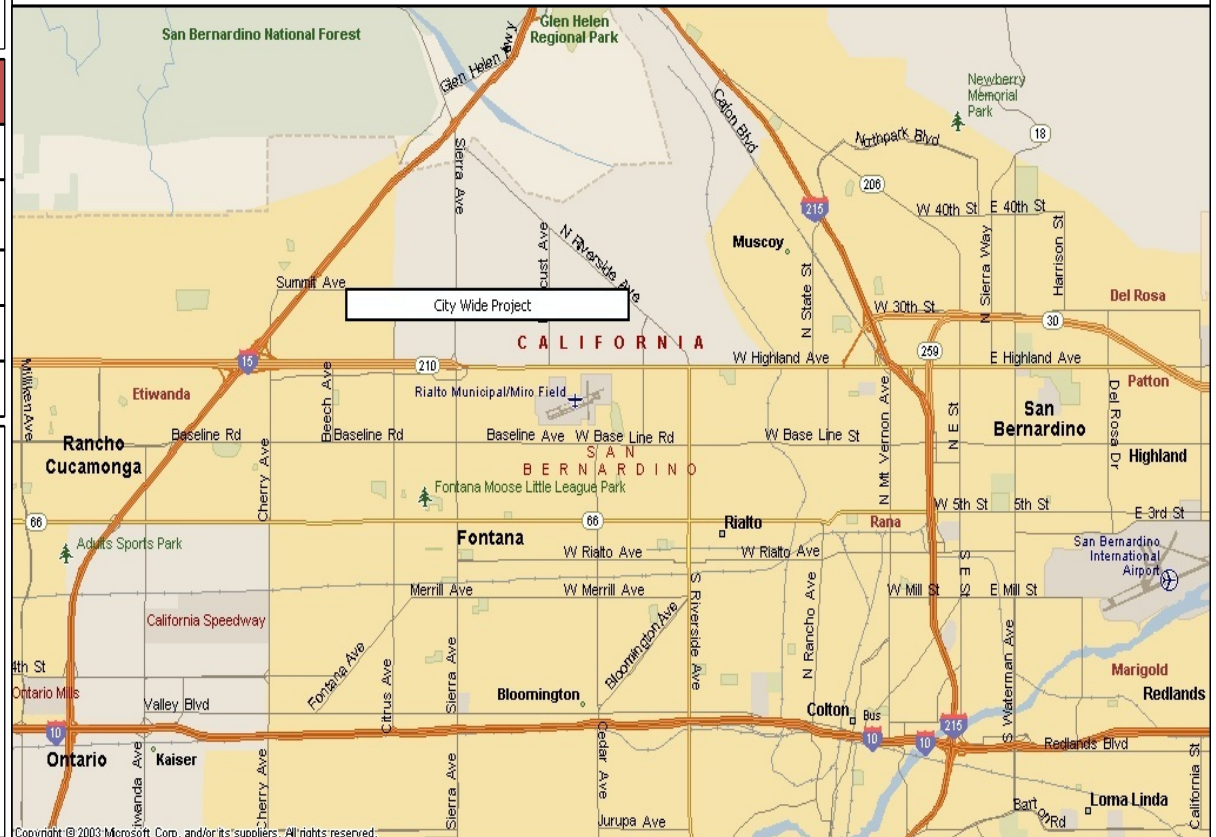 San Bernardino National Forest
Glen Helen
Regional Park
Glen Helen Hwy
Newberry
Memorial
Park
Cajon Blvd
Northpark Blvd
18
Sierra Ave
206
215
W 40th St
E 40th St
Muscoy
N Riverside Ave
cust Ave
N State St
N Sierra Way
Harrison St
Summit Ave
City Wide Project
Del Rosa
W 30th St
30
CALIFORNIA
259
15
210
W Highland Ave
E Highland Ave
Milliken Ave
Etiwanda
Beech Ave
Rialto Municipal/Miro Field
Patton
N Mt Vernon Ave
N E St
San
Bernardino
Del Rosa Dr
Rancho
Cucamonga
Baseline Rd
Baseline Rd
Baseline Ave
W Base Line Rd
W Base Line St
SAN
BERNARDINO
Highland
Cherry Ave
Fontana Moose Little League Park
W 5th St
5th St
E 3rd St
66
66
Rialto
Rana
Fontana
Adults Sports Park
W Rialto Ave
W Rialto Ave
San Bernardino
International
Airport
S E St
Merrill Ave
W Merrill Ave
W Mill St
E Mill St
California Speedway
S Riverside Ave
N Rancho Ave
Bloomington Ave
Fontana Ave
Citrus Ave
Sierra Ave
S Waterman Ave
4th St
Marigold
Ontario Mills
Valley Blvd
Bloomington
Redlands
Colton
Bus
10
10
10
215
Redlands Blvd
Ontario
Kaiser
iwanda Ave
Cherry Ave
Sierra Ave
Cedar Ave
California St
Barton Rd
Loma Linda
Jurupa Ave
Copyright © 2003 Microsoft Corp. and/or its suppliers. All rights reserved.